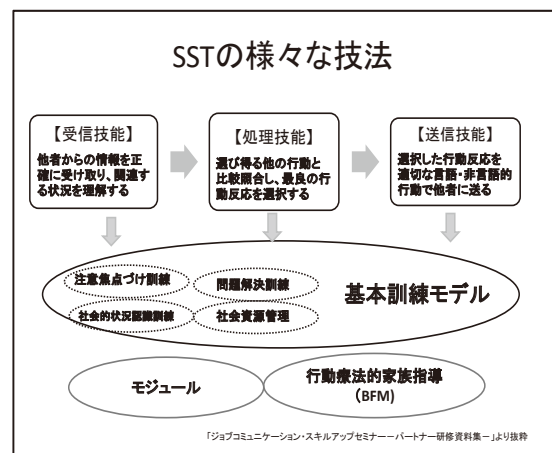 SSTの様々な技法
【受信技能】
他者からの情報を正
確に受け取り、関連す
る状況を理解する
【処理技能】
選び得る他の行動と
比較照合し、最良の行
動反応を選択する
【送信技能】
選択した行動反応を
適切な言語・非言語的
行動で他者に送る
注意焦点づけ訓練
問題解決訓練
社会的状況認識訓練
社会資源管理
基本訓練モデル
モジュール
行動療法的家族指導
(BFM)
「ジョブコミュニケーション・スキルアップセミナー－パートナー研修資料集－」より抜粋